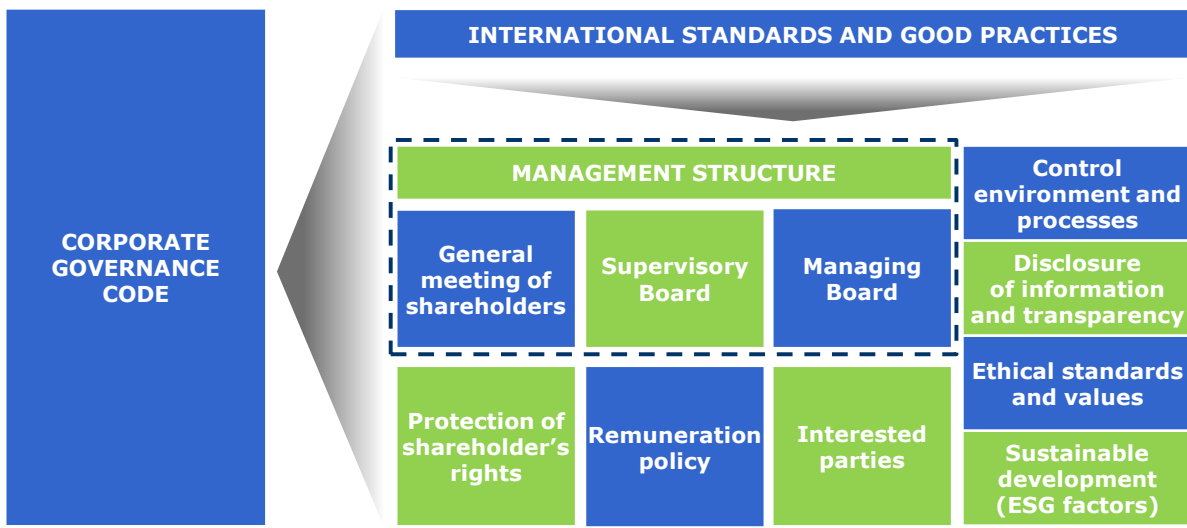 CORPORATE
GOVERNANCE
CODE
INTERNATIONAL STANDARDS AND GOOD PRACTICES
MANAGEMENT STRUCTURE
General
meeting of
shareholders
Supervisory
Board
Managing
Board
Protection of
shareholder’s
rights
Remuneration
policy
Interested
parties
Control
environment and
processes
Disclosure
of information
and transparency
Ethical standards
and values
Sustainable
development
(ESG factors)